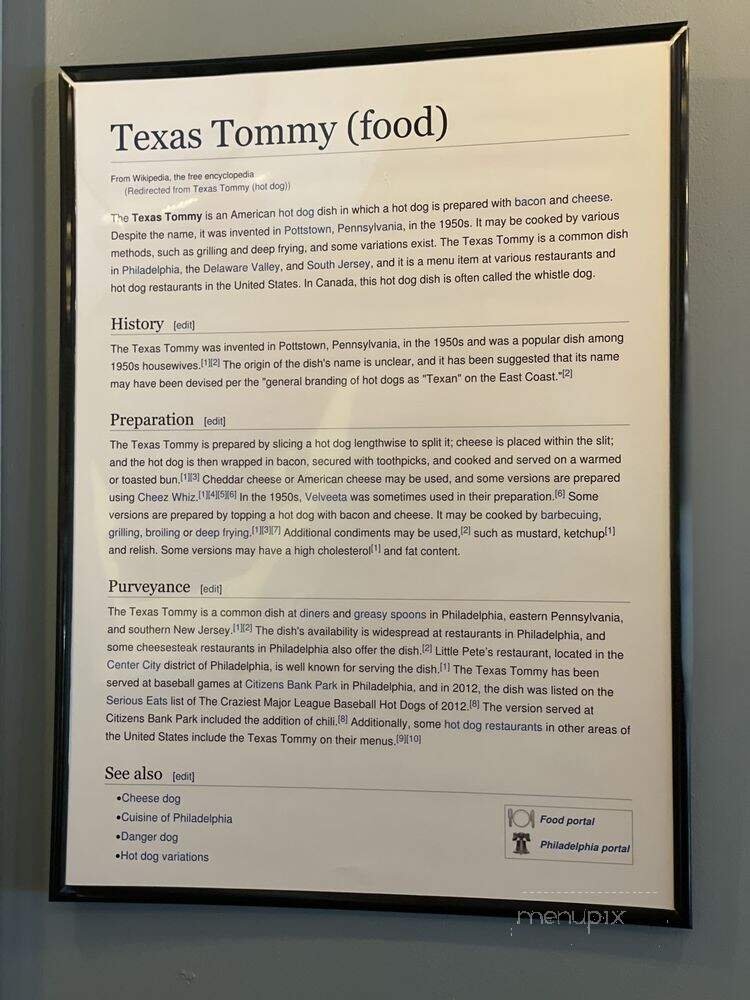 Texas Tommy (food)
From Wikipedia, the free encyclopedia
(Redirected from Texas Tommy (hot dog))
The Texas Tommy is an American hot dog dish in which a hot dog is prepared with bacon and cheese.
Despite the name, it was invented in Pottstown, Pennsylvania, in the 1950s. It may be cooked by various
methods, such as grilling and deep frying, and some variations exist. The Texas Tommy is a common dish
in Philadelphia, the Delaware Valley, and South Jersey, and it is a menu item at various restaurants and
hot dog restaurants in the United States. In Canada, this hot dog dish is often called the whistle dog.
History [edit]
The Texas Tommy was invented in Pottstown, Pennsylvania, in the 1950s and was a popular dish among
1950s housewives.[1][2] The origin of the dish's name is unclear, and it has been suggested that its name
may have been devised per the "general branding of hot dogs as "Texan" on the East Coast."[2]
Preparation [edit]
The Texas Tommy is prepared by slicing a hot dog lengthwise to split it; cheese is placed within the slit;
and the hot dog is then wrapped in bacon, secured with toothpicks, and cooked and served on a warmed
or toasted bun.[1][3] Cheddar cheese or American cheese may be used, and some versions are prepared
using Cheez Whiz.[1][4][5][6] In the 1950s, Velveeta was sometimes used in their preparation.[6] Some
versions are prepared by topping a hot dog with bacon and cheese. It may be cooked by barbecuing,
grilling, broiling or deep frying.[1][3][7] Additional condiments may be used,[2] such as mustard, ketchup[1]
and relish. Some versions may have a high cholesterol[1] and fat content.
Purveyance [edit]
The Texas Tommy is a common dish at diners and greasy spoons in Philadelphia, eastern Pennsylvania,
and southern New Jersey.[1][2] The dish's availability is widespread at restaurants in Philadelphia, and
some cheesesteak restaurants in Philadelphia also offer the dish.[2] Little Pete's restaurant, located in the
Center City district of Philadelphia, is well known for serving the dish.[1] The Texas Tommy has been
served at baseball games at Citizens Bank Park in Philadelphia, and in 2012, the dish was listed on the
Serious Eats list of The Craziest Major League Baseball Hot Dogs of 2012.[8] The version served at
Citizens Bank Park included the addition of chili.[8] Additionally, some hot dog restaurants in other areas of
the United States include the Texas Tommy on their menus.[9][10]
See also [edit]
•Cheese dog
•Cuisine of Philadelphia
•Danger dog
•Hot dog variations
Food portal
Philadelphia portal
menupix